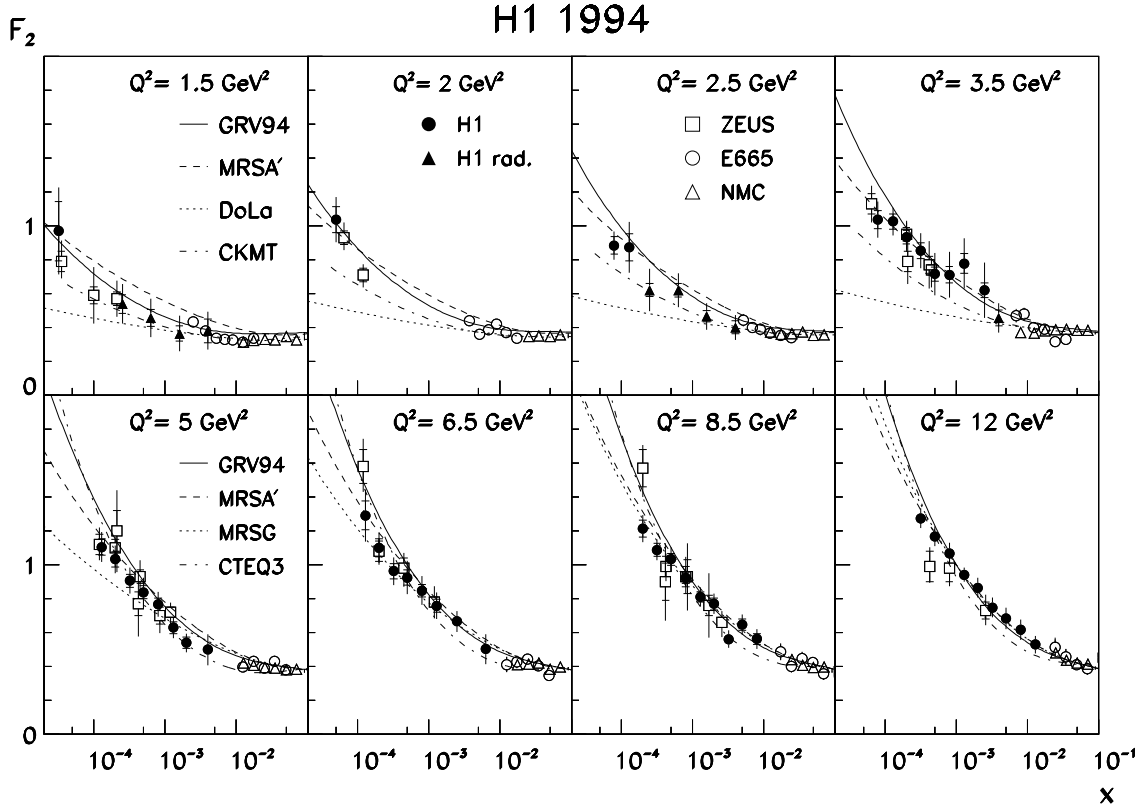 H1 1994
F₂
Q²= 1.5 GeV²
Q²= 2 GeV²
Q²= 2.5 GeV²
Q²= 3.5 GeV²
GRV94
MRSA′
DoLa
CKMT
H1
H1 rad.
ZEUS
E665
NMC
1
0
Q²= 5 GeV²
Q²= 6.5 GeV²
Q²= 8.5 GeV²
Q²= 12 GeV²
GRV94
MRSA′
MRSG
CTEQ3
1
0
10⁻⁴ 10⁻³ 10⁻² 10⁻⁴ 10⁻³ 10⁻² 10⁻⁴ 10⁻³ 10⁻² 10⁻⁴ 10⁻³ 10⁻² 10⁻¹
x